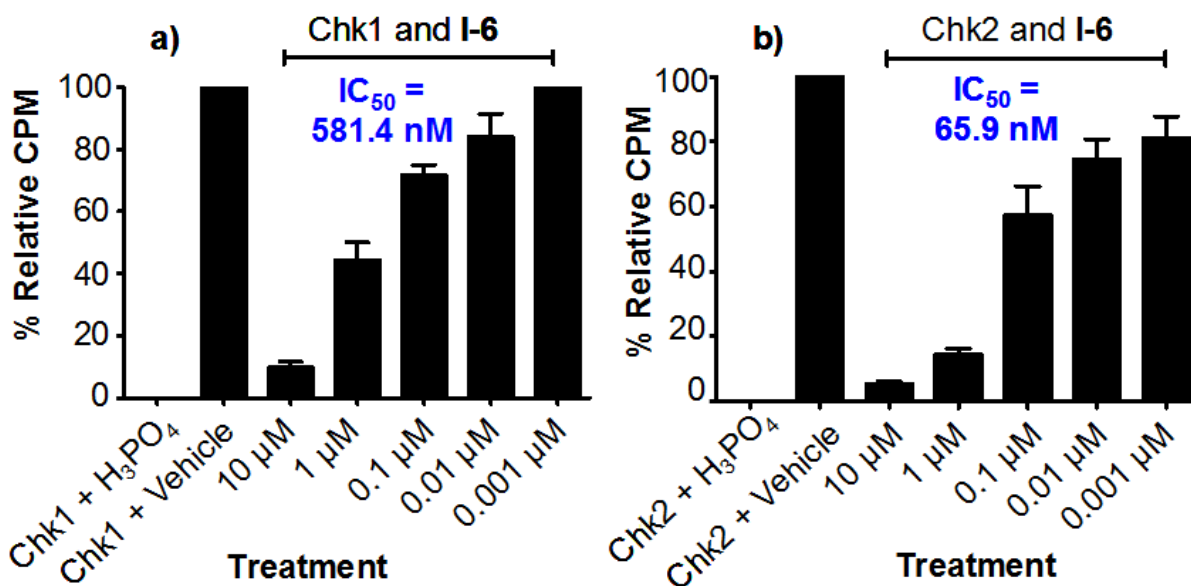 a)
Chk1 and I-6
IC50 =
581.4 nM
% Relative CPM
100
80
60
40
20
0
Chk1 + H3PO4
Chk1 + Vehicle
10 µM
1 µM
0.1 µM
0.01 µM
0.001 µM
Treatment
b)
Chk2 and I-6
IC50 =
65.9 nM
% Relative CPM
100
80
60
40
20
0
Chk2 + H3PO4
Chk2 + Vehicle
10 µM
1 µM
0.1 µM
0.01 µM
0.001 µM
Treatment